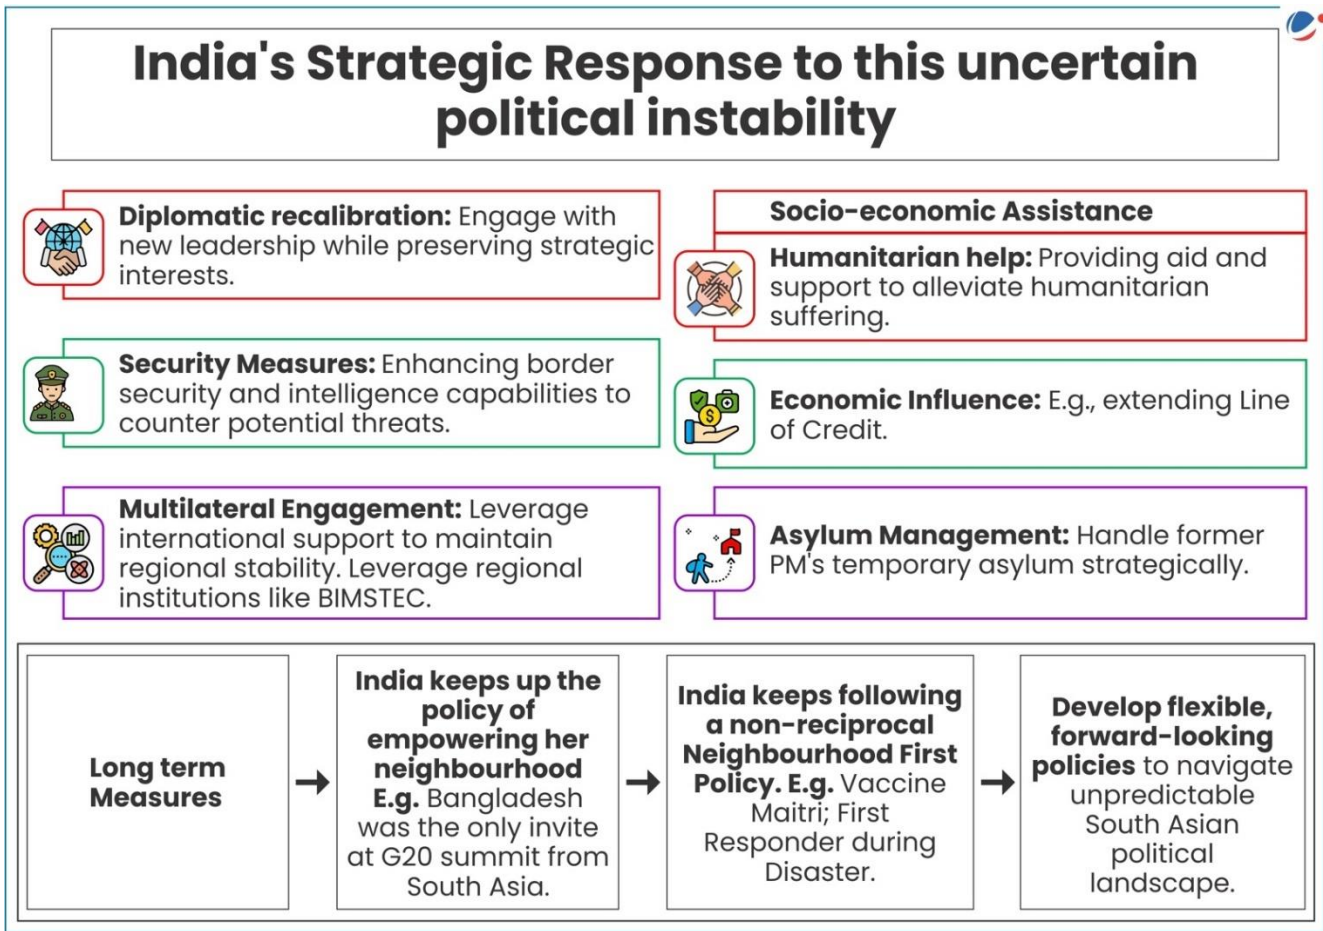 India's Strategic Response to this uncertain
political instability
Diplomatic recalibration: Engage with
new leadership while preserving strategic
interests.
Security Measures: Enhancing border
security and intelligence capabilities to
counter potential threats.
Multilateral Engagement: Leverage
international support to maintain
regional stability. Leverage regional
institutions like BIMSTEC.
Socio-economic Assistance
Humanitarian help: Providing aid and
support to alleviate humanitarian
suffering.
Economic Influence: E.g., extending Line
of Credit.
Asylum Management: Handle former
PM's temporary asylum strategically.
Long term
Measures
India keeps up the
policy of
empowering her
neighbourhood
E.g. Bangladesh
was the only invite
at G20 summit from
South Asia.
India keeps following
a non-reciprocal
Neighbourhood First
Policy. E.g. Vaccine
Maitri; First
Responder during
Disaster.
Develop flexible,
forward-looking
policies to navigate
unpredictable
South Asian
political
landscape.